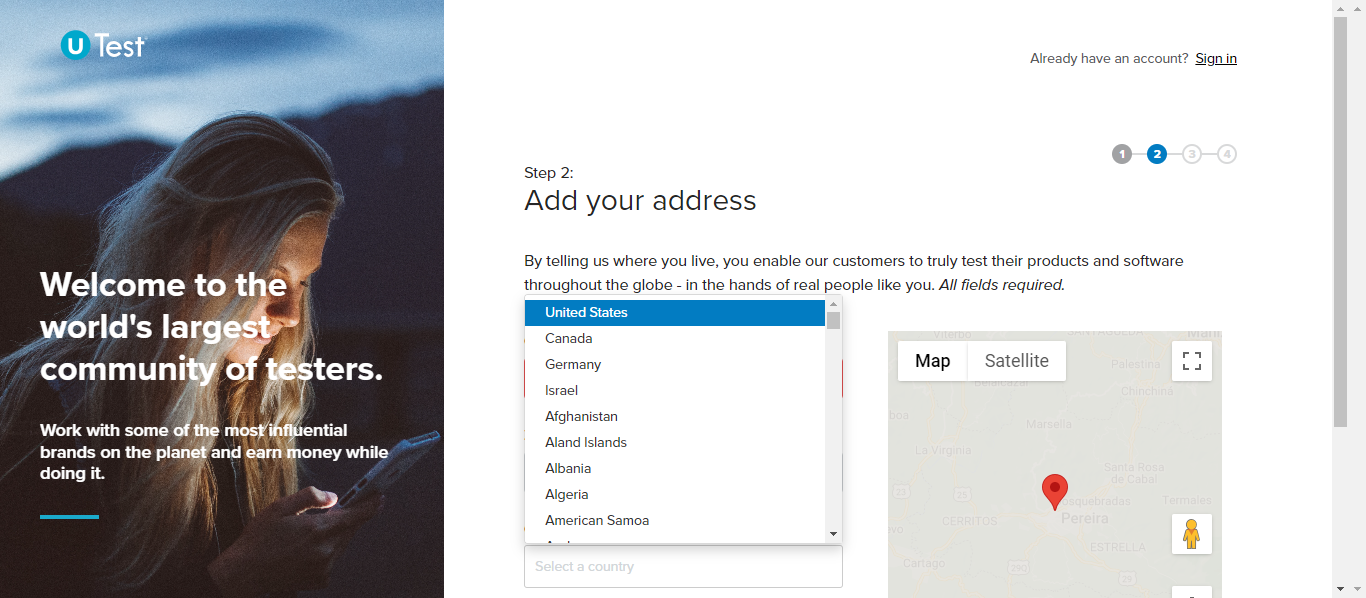 U Test
Already have an account? Sign in
1 2 3 4
Step 2:
Add your address
Welcome to the
world's largest
community of testers.
Work with some of the most influential
brands on the planet and earn money while
doing it.
By telling us where you live, you enable our customers to truly test their products and software
throughout the globe - in the hands of real people like you. All fields required.
United States
Canada
Germany
Israel
Afghanistan
Aland Islands
Albania
Algeria
American Samoa
Select a country
Map
Satellite
Viterbo
Belalcazar
Palestina
Chinchina
Marsella
La Virginia
Santa Rosa
de Cabal
33
25
osquebradas
Termales
CERRITOS
Pereira
ESTRELLA
Cartago
290
29